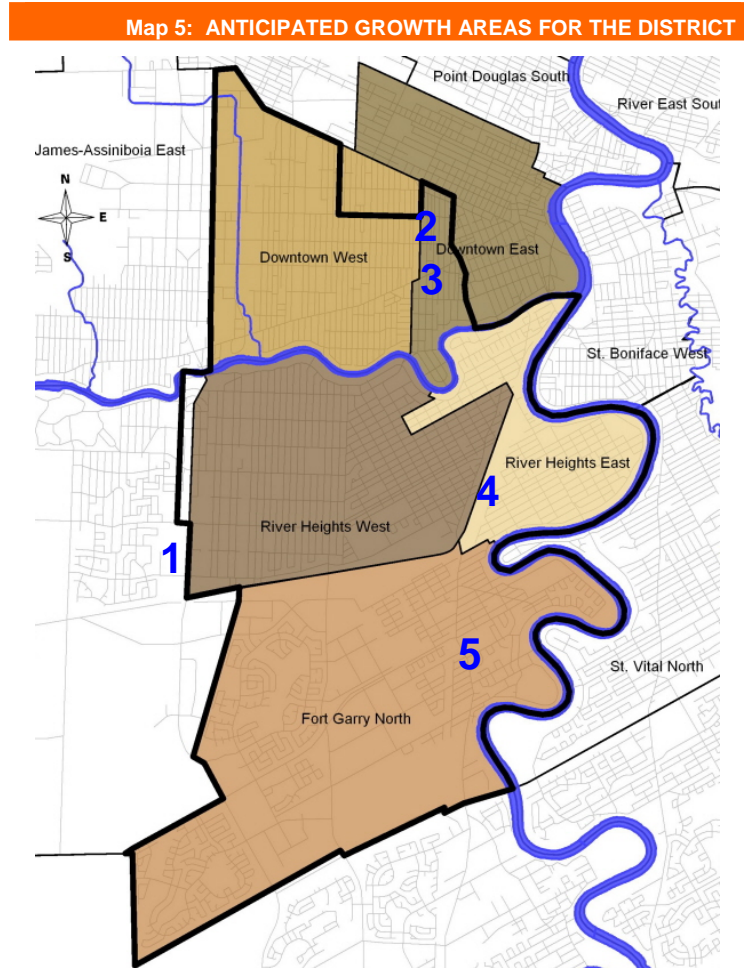 Map 5: ANTICIPATED GROWTH AREAS FOR THE DISTRICT
Point Douglas South
River East Sout
James-Assiniboia East
N
E
S
2
Downtown East
Downtown West
3
St. Boniface West
River Heights East
4
River Heights West
1
5
St. Vital North
Fort Garry North